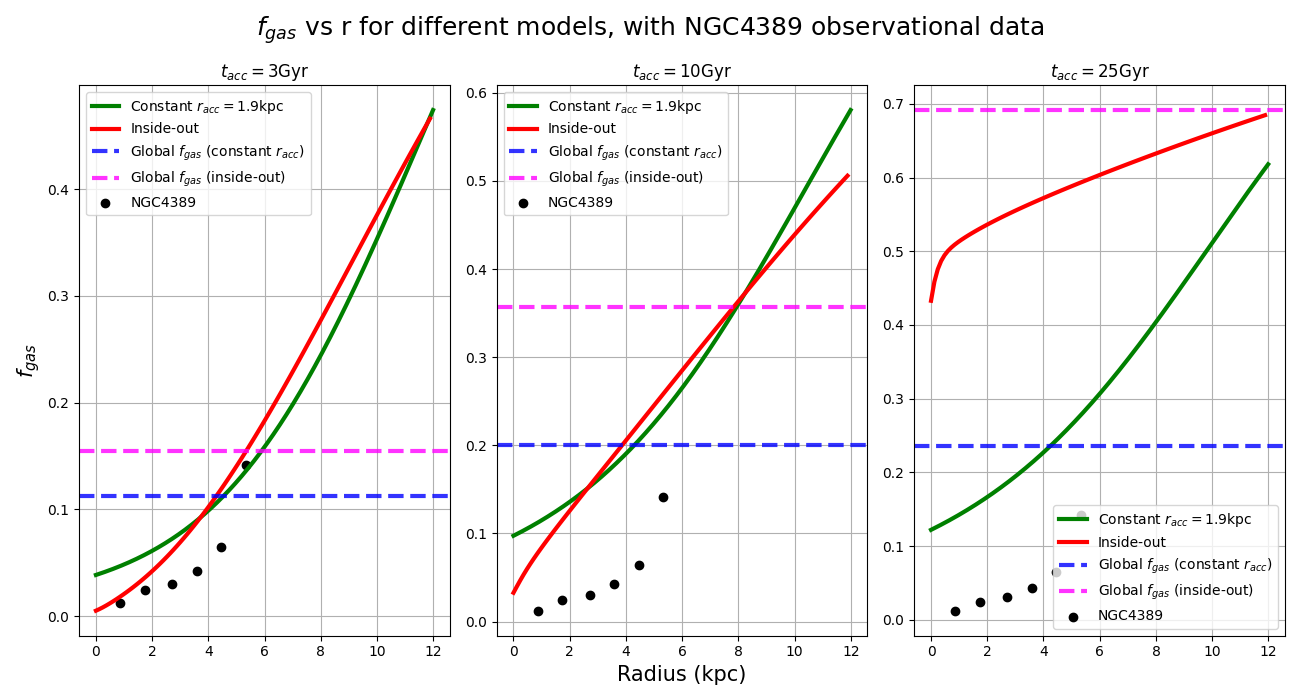 f_gas vs r for different models, with NGC4389 observational data
t_acc = 3Gyr
Constant r_acc = 1.9kpc
Inside-out
Global f_gas (constant r_acc)
Global f_gas (inside-out)
NGC4389
0.4
0.3
0.2
0.1
0.0
f_gas
0 2 4 6 8 10 12
t_acc = 10Gyr
Constant r_acc = 1.9kpc
Inside-out
Global f_gas (constant r_acc)
Global f_gas (inside-out)
NGC4389
0.6
0.5
0.4
0.3
0.2
0.1
0.0
0 2 4 6 8 10 12
Radius (kpc)
t_acc = 25Gyr
0.7
0.6
0.5
0.4
0.3
0.2
0.1
0.0
Constant r_acc = 1.9kpc
Inside-out
Global f_gas (constant r_acc)
Global f_gas (inside-out)
NGC4389
0 2 4 6 8 10 12